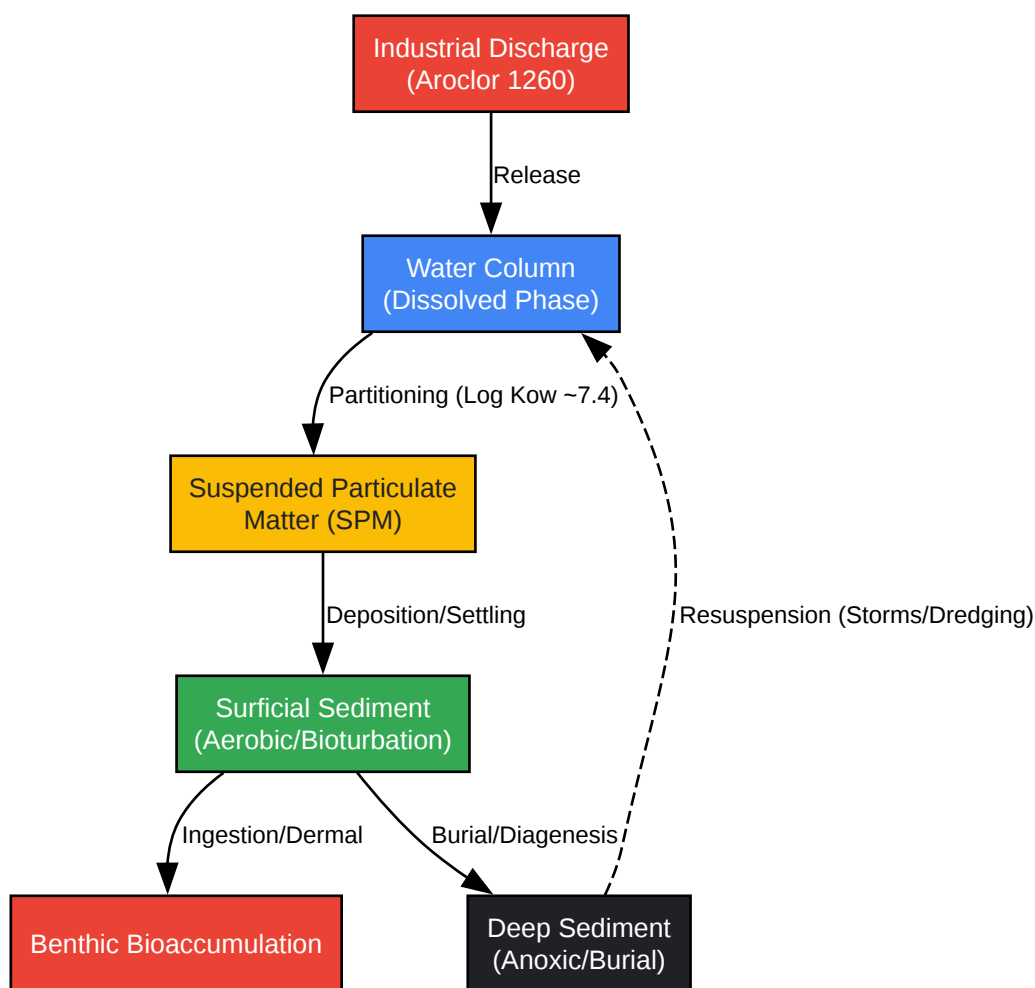 Industrial Discharge
(Aroclor 1260)
Release
Water Column
(Dissolved Phase)
Partitioning (Log Kow ~7.4)
Suspended Particulate
Matter (SPM)
Deposition/Settling
Resuspension (Storms/Dredging)
Surficial Sediment
(Aerobic/Bioturbation)
Ingestion/Dermal
Burial/Diagenesis
Benthic Bioaccumulation
Deep Sediment
(Anoxic/Burial)